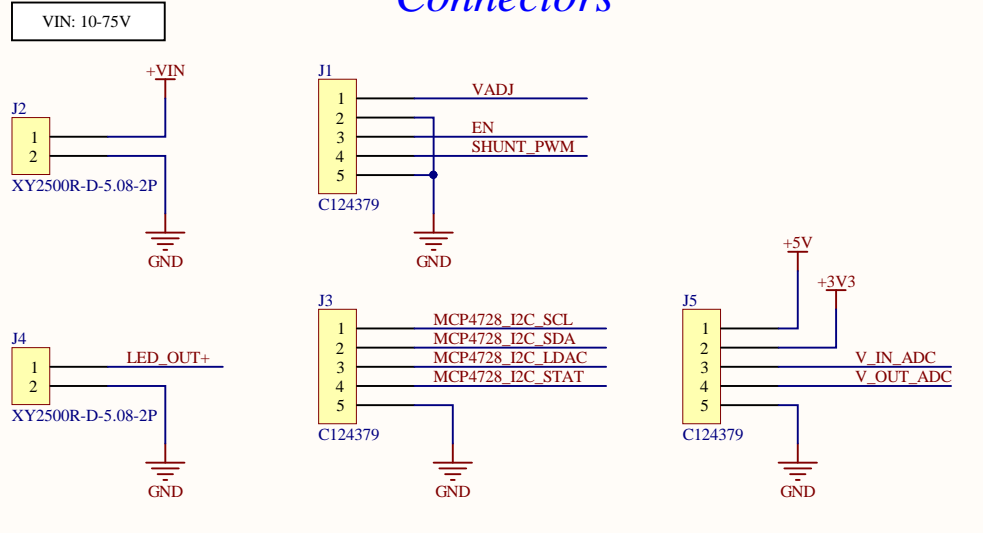 Connectors
VIN: 10-75V
+VIN
J2
1
2
XY2500R-D-5.08-2P
GND
J1
1
2
3
4
5
VADJ
EN
SHUNT_PWM
C124379
GND
J4
1
2
LED_OUT+
XY2500R-D-5.08-2P
GND
J3
1
2
3
4
5
MCP4728_I2C_SCL
MCP4728_I2C_SDA
MCP4728_I2C_LDAC
MCP4728_I2C_STAT
C124379
GND
+5V
+3V3
J5
1
2
3
4
5
V_IN_ADC
V_OUT_ADC
C124379
GND